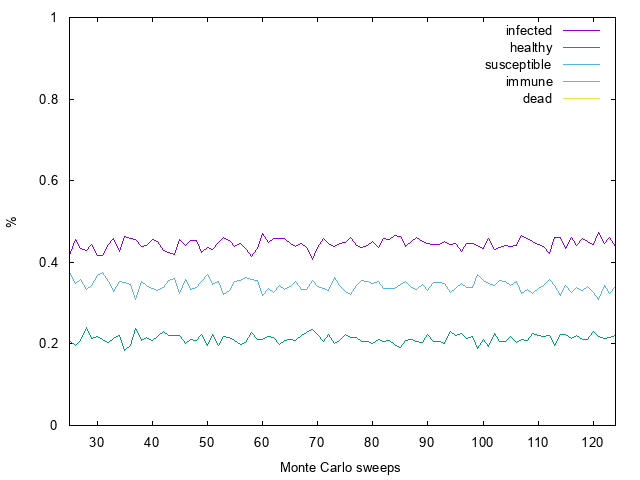 1
0.8
0.6
0.4
0.2
0
%
infected
healthy
susceptible
immune
dead
30 40 50 60 70 80 90 100 110 120
Monte Carlo sweeps